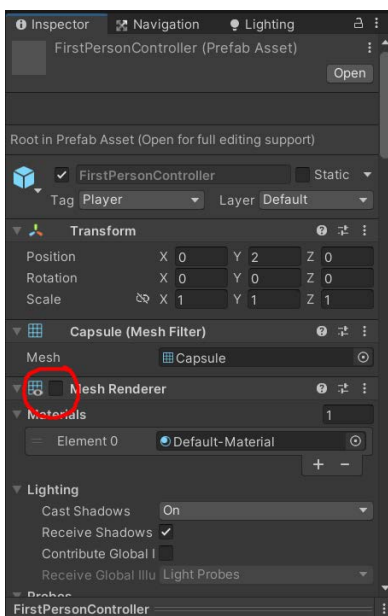 Inspector Navigation Lighting
FirstPersonController (Prefab Asset)
Open
Root in Prefab Asset (Open for full editing support)
FirstPersonController Static
Tag Player Layer Default
Transform
Position X 0 Y 2 Z 0
Rotation X 0 Y 0 Z 0
Scale X 1 Y 1 Z 1
Capsule (Mesh Filter)
Mesh Capsule
Mesh Renderer
Materials 1
Element 0 Default-Material
+ −
Lighting
Cast Shadows On
Receive Shadows
Contribute Global I
Receive Global Illu Light Probes
Probes
FirstPersonController